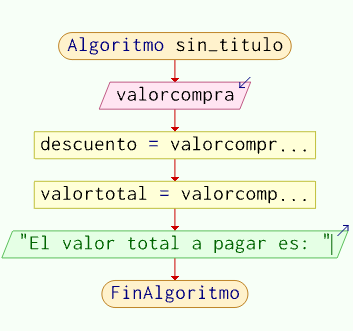 Algoritmo sin_titulo
valorcompra
descuento = valorcompr...
valortotal = valorcomp...
"El valor total a pagar es: "
FinAlgoritmo